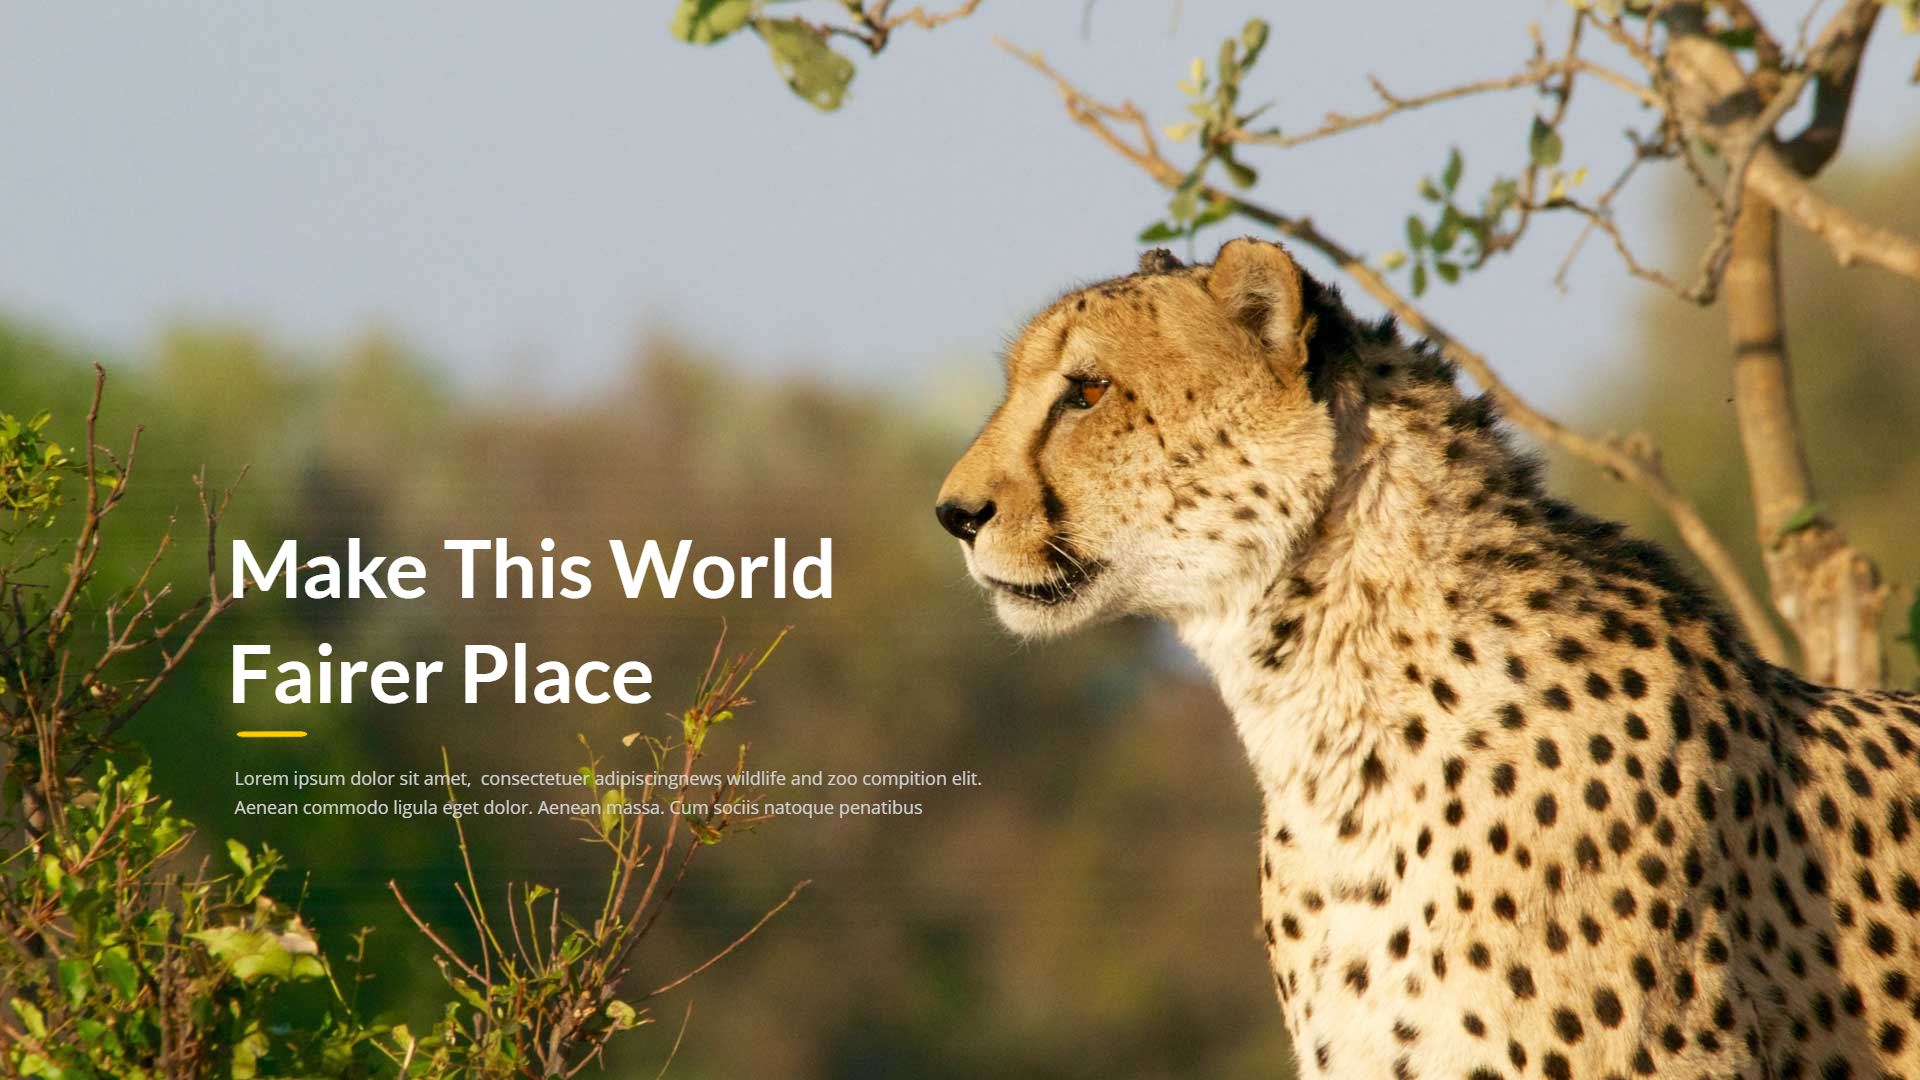 Make This World
Fairer Place
Lorem ipsum dolor sit amet,  consectetuer adipiscingnews wildlife and zoo compition elit.
Aenean commodo ligula eget dolor. Aenean massa. Cum sociis natoque penatibus